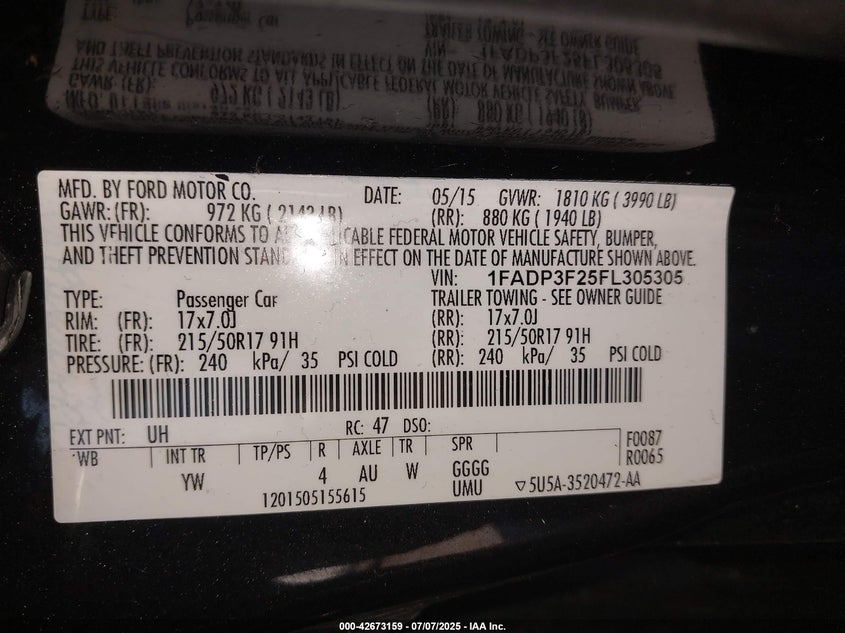 MFD. BY FORD MOTOR CO. DATE: 05/15 GVWR: 1810 KG ( 3990 LB)
GAWR: (FR): 972 KG ( 2143 LB) (RR): 880 KG ( 1940 LB)
THIS VEHICLE CONFORMS TO ALL APPLICABLE FEDERAL MOTOR VEHICLE SAFETY, BUMPER,
AND THEFT PREVENTION STANDARDS IN EFFECT ON THE DATE OF MANUFACTURE SHOWN ABOVE.
VIN: 1FADP3F25FL305305
TYPE: Passenger Car TRAILER TOWING - SEE OWNER GUIDE
RIM: (FR): 17x7.0J (RR): 17x7.0J
TIRE: (FR): 215/50R17 91H (RR): 215/50R17 91H
PRESSURE: (FR): 240 kPa/ 35 PSI COLD (RR): 240 kPa/ 35 PSI COLD
EXT PNT: UH RC: 47 DSO:
WB INT TR TP/PS R AXLE TR SPR F0087
R0065
YW 4 AU W GGGG
1201505155615 UMU ▽5U5A-3520472-AA
000-42673159 / 07/07/2025 - IAA Inc.